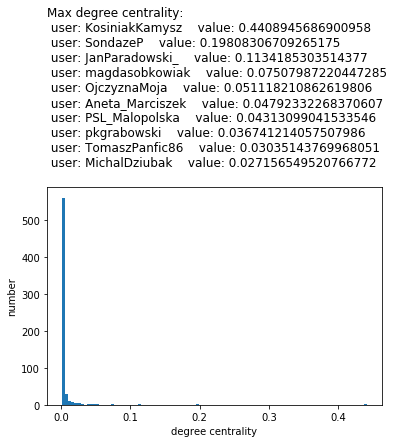 Max degree centrality:
user: KosiniakKamysz value: 0.4408945686900958
user: SondazeP value: 0.19808306709265175
user: JanParadowski_ value: 0.1134185303514377
user: magdasobkowiak value: 0.07507987220447285
user: OjczyznaMoja value: 0.051118210862619806
user: Aneta_Marciszek value: 0.04792332268370607
user: PSL_Malopolska value: 0.04313099041533546
user: pkgrabowski value: 0.036741214057507986
user: TomaszPanfic86 value: 0.03035143769968051
user: MichalDziubak value: 0.027156549520766772
500
400
300
200
100
0
number
0.0 0.1 0.2 0.3 0.4
degree centrality